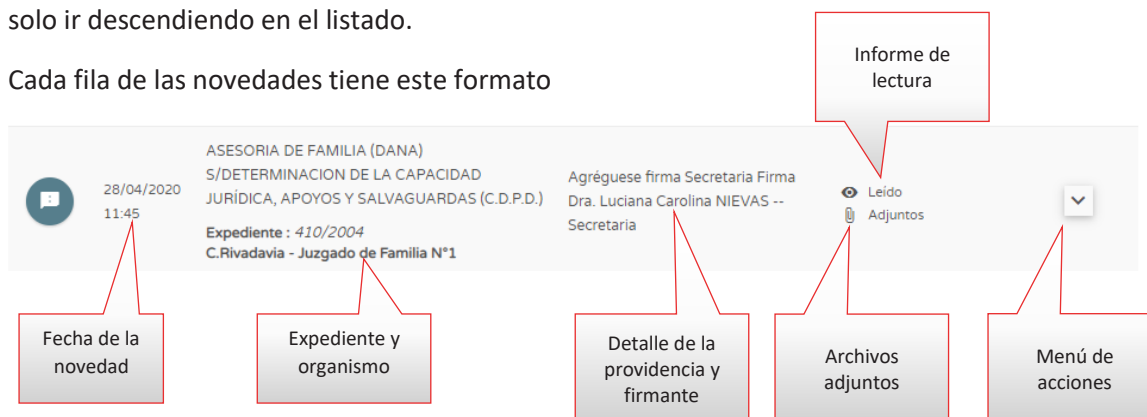 solo ir descendiendo en el listado.
Informe de
lectura
Cada fila de las novedades tiene este formato
28/04/2020
11:45
ASESORIA DE FAMILIA (DANA)
S/DETERMINACION DE LA CAPACIDAD
JURÍDICA, APOYOS Y SALVAGUARDAS (C.D.P.D.)
Expediente : 410/2004
C.Rivadavia - Juzgado de Familia N°1
Agréguese firma Secretaria Firma
Dra. Luciana Carolina NIEVAS --
Secretaria
Leído
Adjuntos
Fecha de la
novedad
Expediente y
organismo
Detalle de la
providencia y
firmante
Archivos
adjuntos
Menú de
acciones